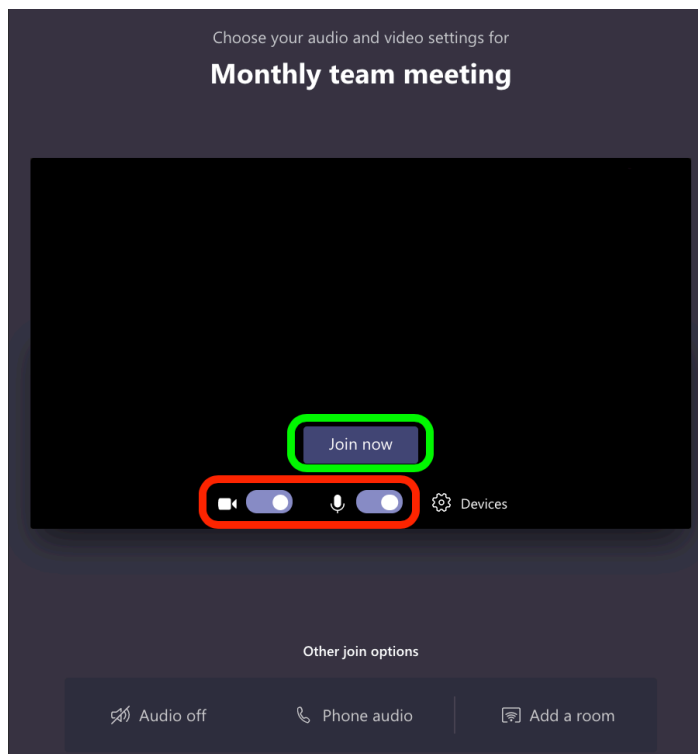 Choose your audio and video settings for
Monthly team meeting
Join now
Devices
Other join options
Audio off
Phone audio
Add a room